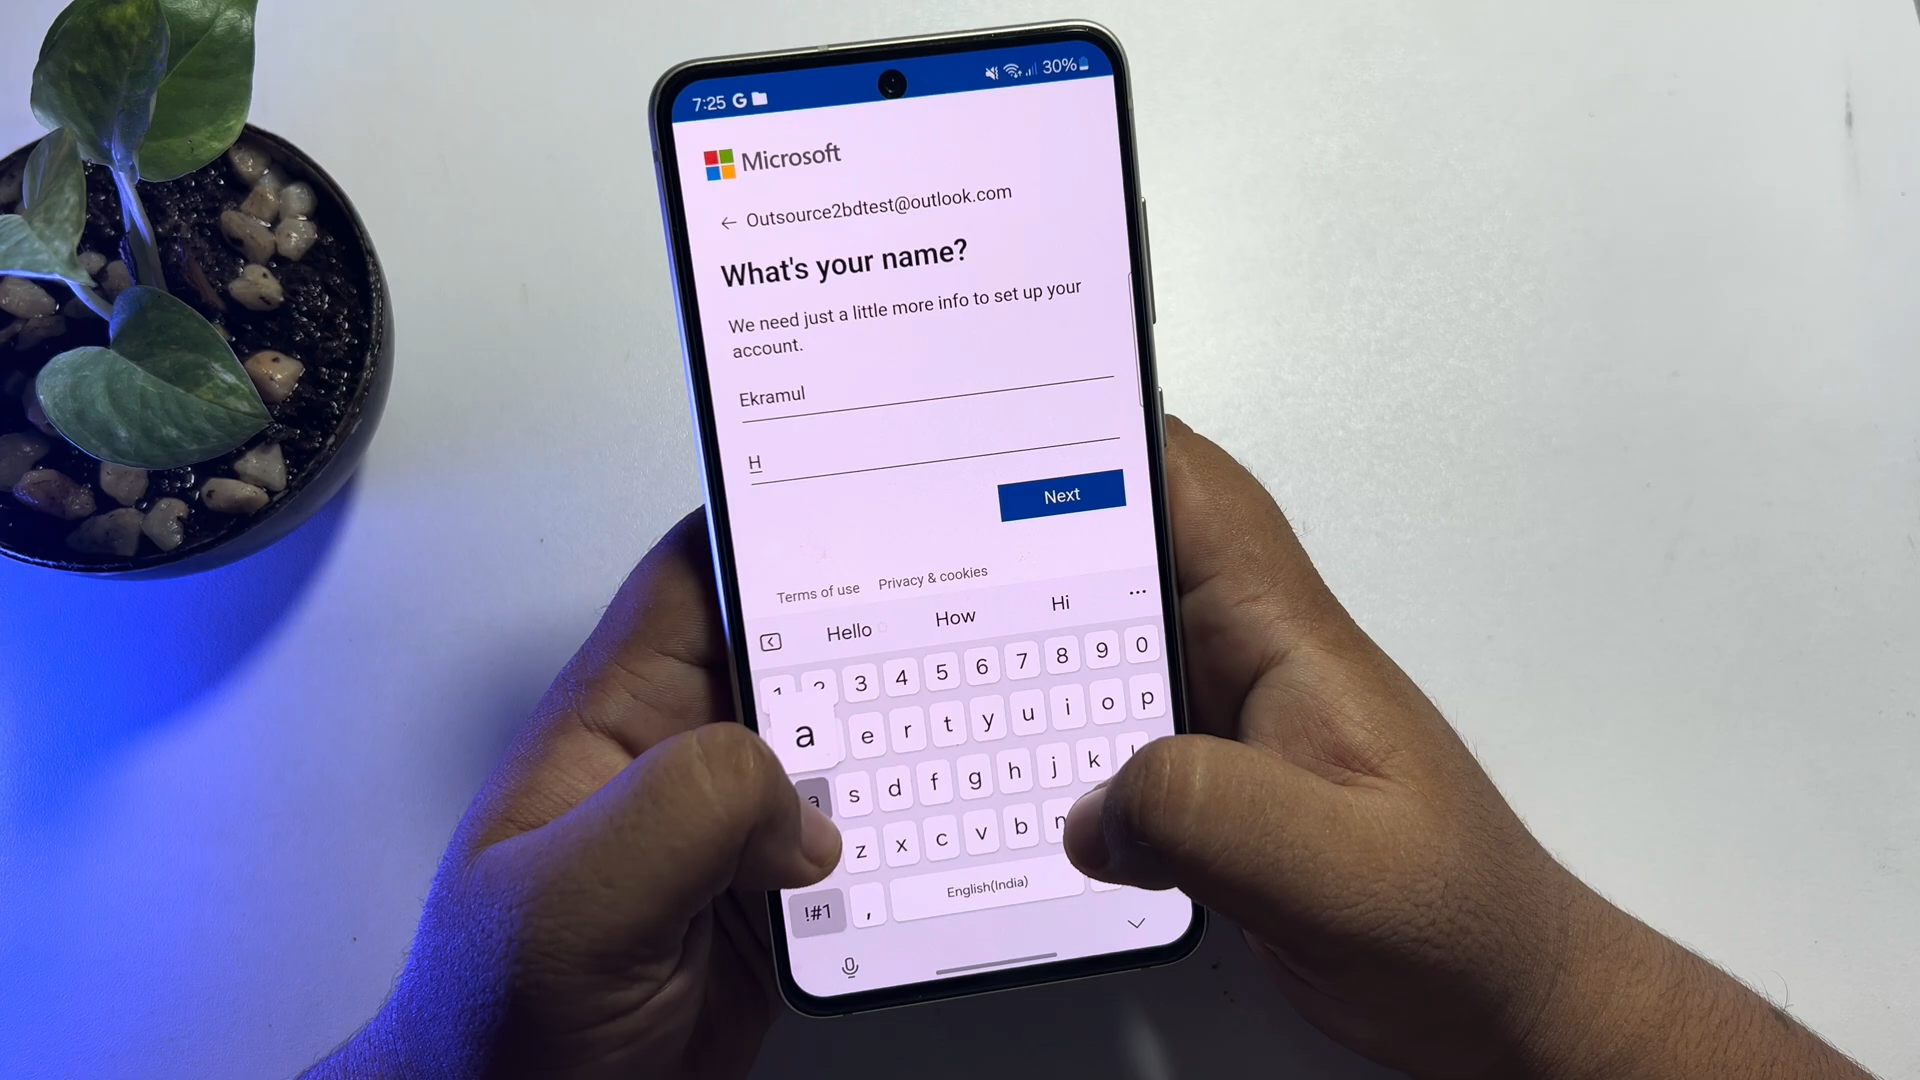 7:25 G
30%
Microsoft
← Outsource2bdtest@outlook.com
What's your name?
We need just a little more info to set up your
account.
Ekramul
H
Next
Terms of use Privacy & cookies
Hello How Hi ...
1 2 3 4 5 6 7 8 9 0
a e r t y u i o p
a s d f g h j k l
z x c v b n
!#1 , English(India)